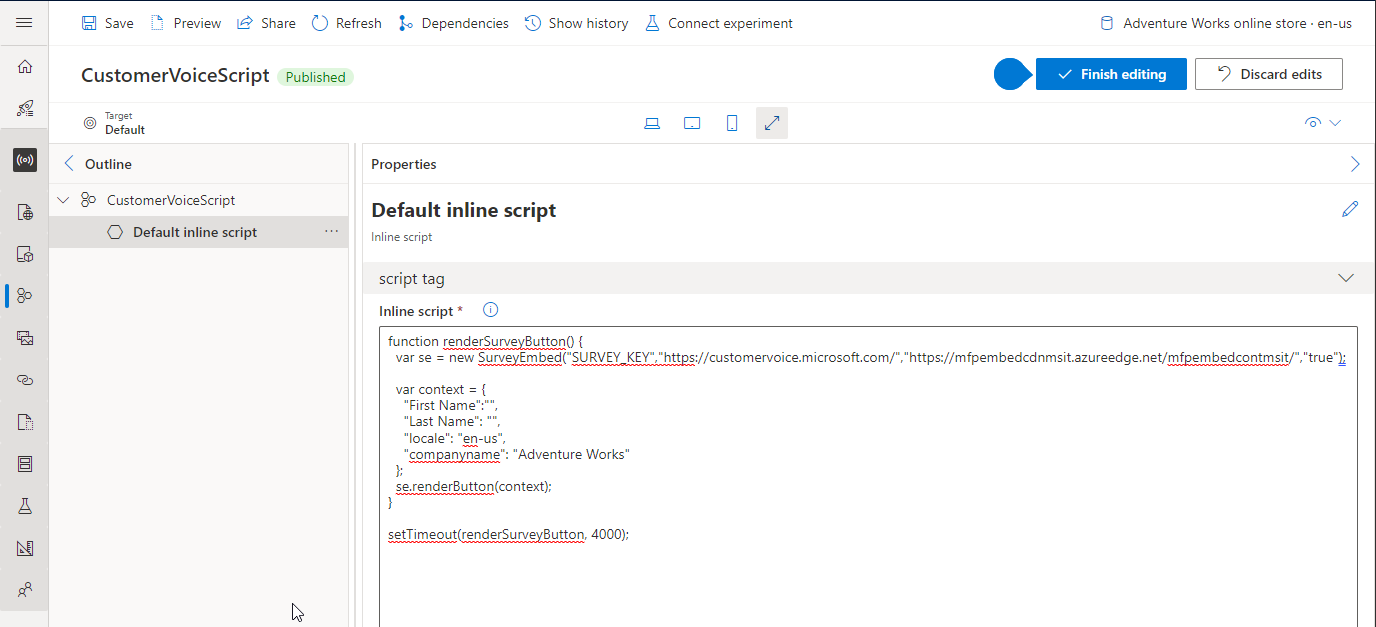 Save Preview Share Refresh Dependencies Show history Connect experiment Adventure Works online store · en-us
CustomerVoiceScript Published Finish editing Discard edits
Target
Default
Outline
CustomerVoiceScript
Default inline script ...
Properties
Default inline script
Inline script
script tag
Inline script *
function renderSurveyButton() {
var se = new SurveyEmbed("SURVEY_KEY","https://customervoice.microsoft.com/","https://mfpembedcdnmsit.azureedge.net/mfpembedcontmsit/","true");
var context = {
"First Name":"",
"Last Name": "",
"locale": "en-us",
"companyname": "Adventure Works"
};
se.renderButton(context);
}
setTimeout(renderSurveyButton, 4000);